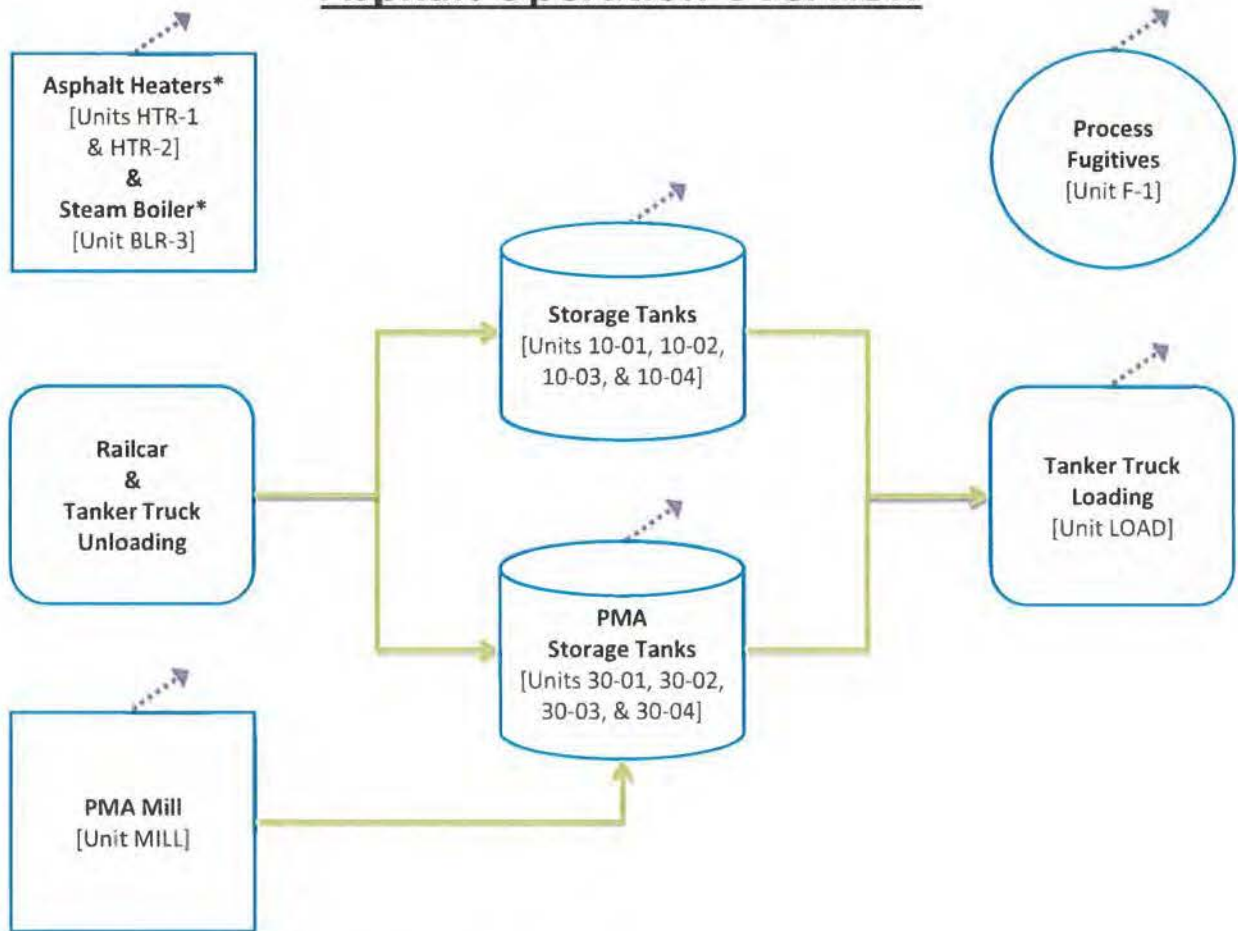 Asphalt Heaters*
[Units HTR-1
& HTR-2]
&
Steam Boiler*
[Unit BLR-3]
Process
Fugitives
[Unit F-1]
Storage Tanks
[Units 10-01, 10-02,
10-03, & 10-04]
Railcar
&
Tanker Truck
Unloading
Tanker Truck
Loading
[Unit LOAD]
PMA
Storage Tanks
[Units 30-01, 30-02,
30-03, & 30-04]
PMA Mill
[Unit MILL]